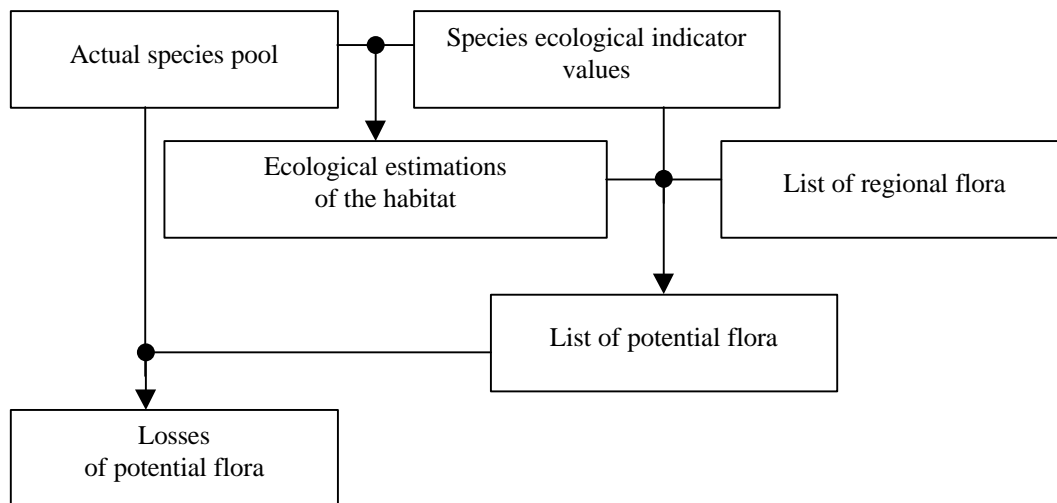 Actual species pool
Species ecological indicator
values
Ecological estimations
of the habitat
List of regional flora
List of potential flora
Losses
of potential flora